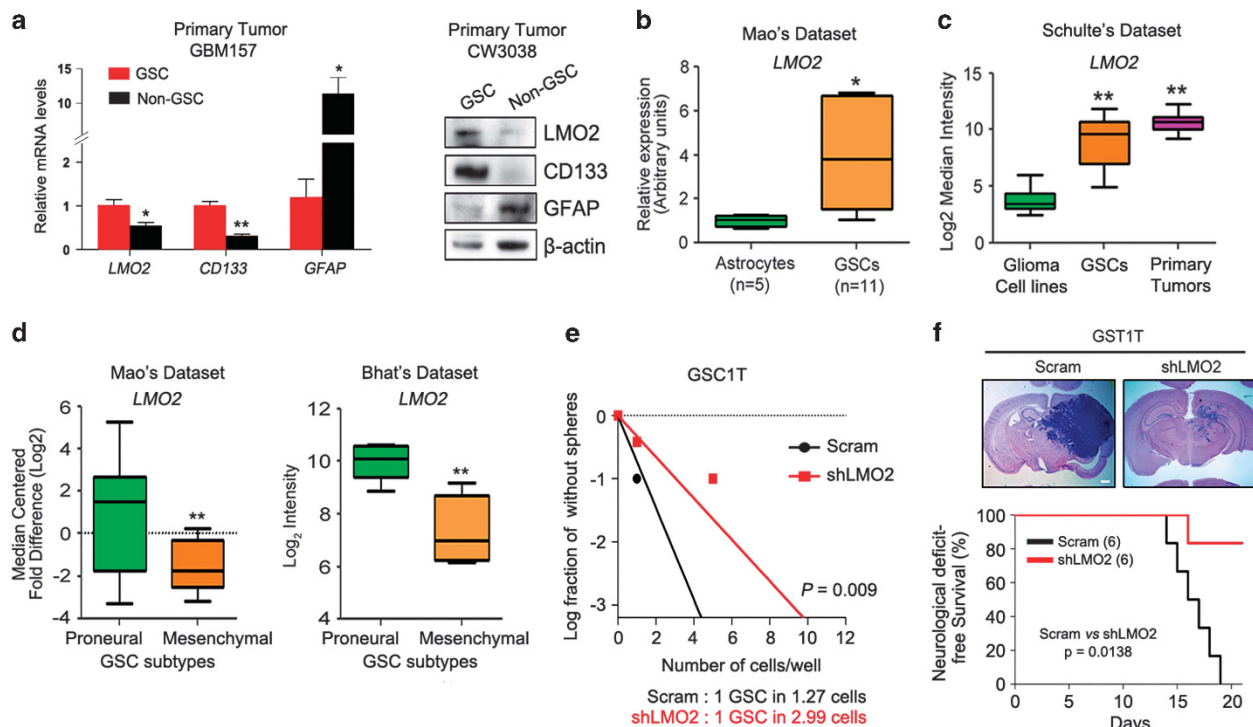 a
Primary Tumor
GBM157
GSC
Non-GSC
Relative mRNA levels
15
10
5
2
1
0
*
**
*
LMO2
CD133
GFAP
Primary Tumor
CW3038
GSC
Non-GSC
LMO2
CD133
GFAP
β-actin
b
Mao's Dataset
LMO2
Relative expression
(Arbitrary units)
8
6
4
2
0
*
Astrocytes
(n=5)
GSCs
(n=11)
c
Schulte's Dataset
LMO2
Log2 Median Intensity
15
10
5
0
**
**
Glioma
Cell lines
GSCs
Primary
Tumors
d
Mao's Dataset
LMO2
Median Centered
Fold Difference (Log2)
6
4
2
0
-2
-4
**
Proneural
Mesenchymal
GSC subtypes
Bhat's Dataset
LMO2
Log2 Intensity
12
10
8
6
4
**
Proneural
Mesenchymal
GSC subtypes
e
GSC1T
Log fraction of without spheres
-0
-1
-2
-3
Scram
shLMO2
P = 0.009
0 2 4 6 8 10 12
Number of cells/well
Scram : 1 GSC in 1.27 cells
shLMO2 : 1 GSC in 2.99 cells
f
GST1T
Scram
shLMO2
Neurological deficit-
free Survival (%)
100
80
60
40
20
0
Scram (6)
shLMO2 (6)
Scram vs shLMO2
p = 0.0138
0 5 10 15 20
Days